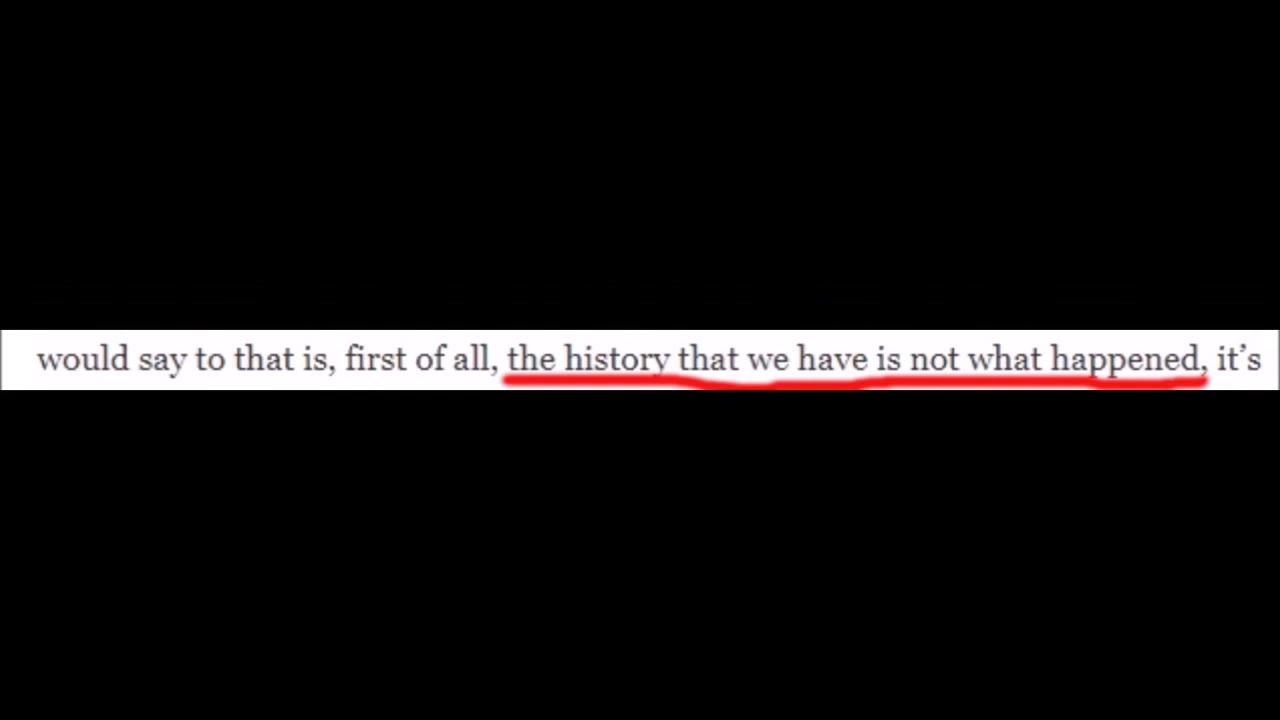 would say to that is, first of all, the history that we have is not what happened, it’s